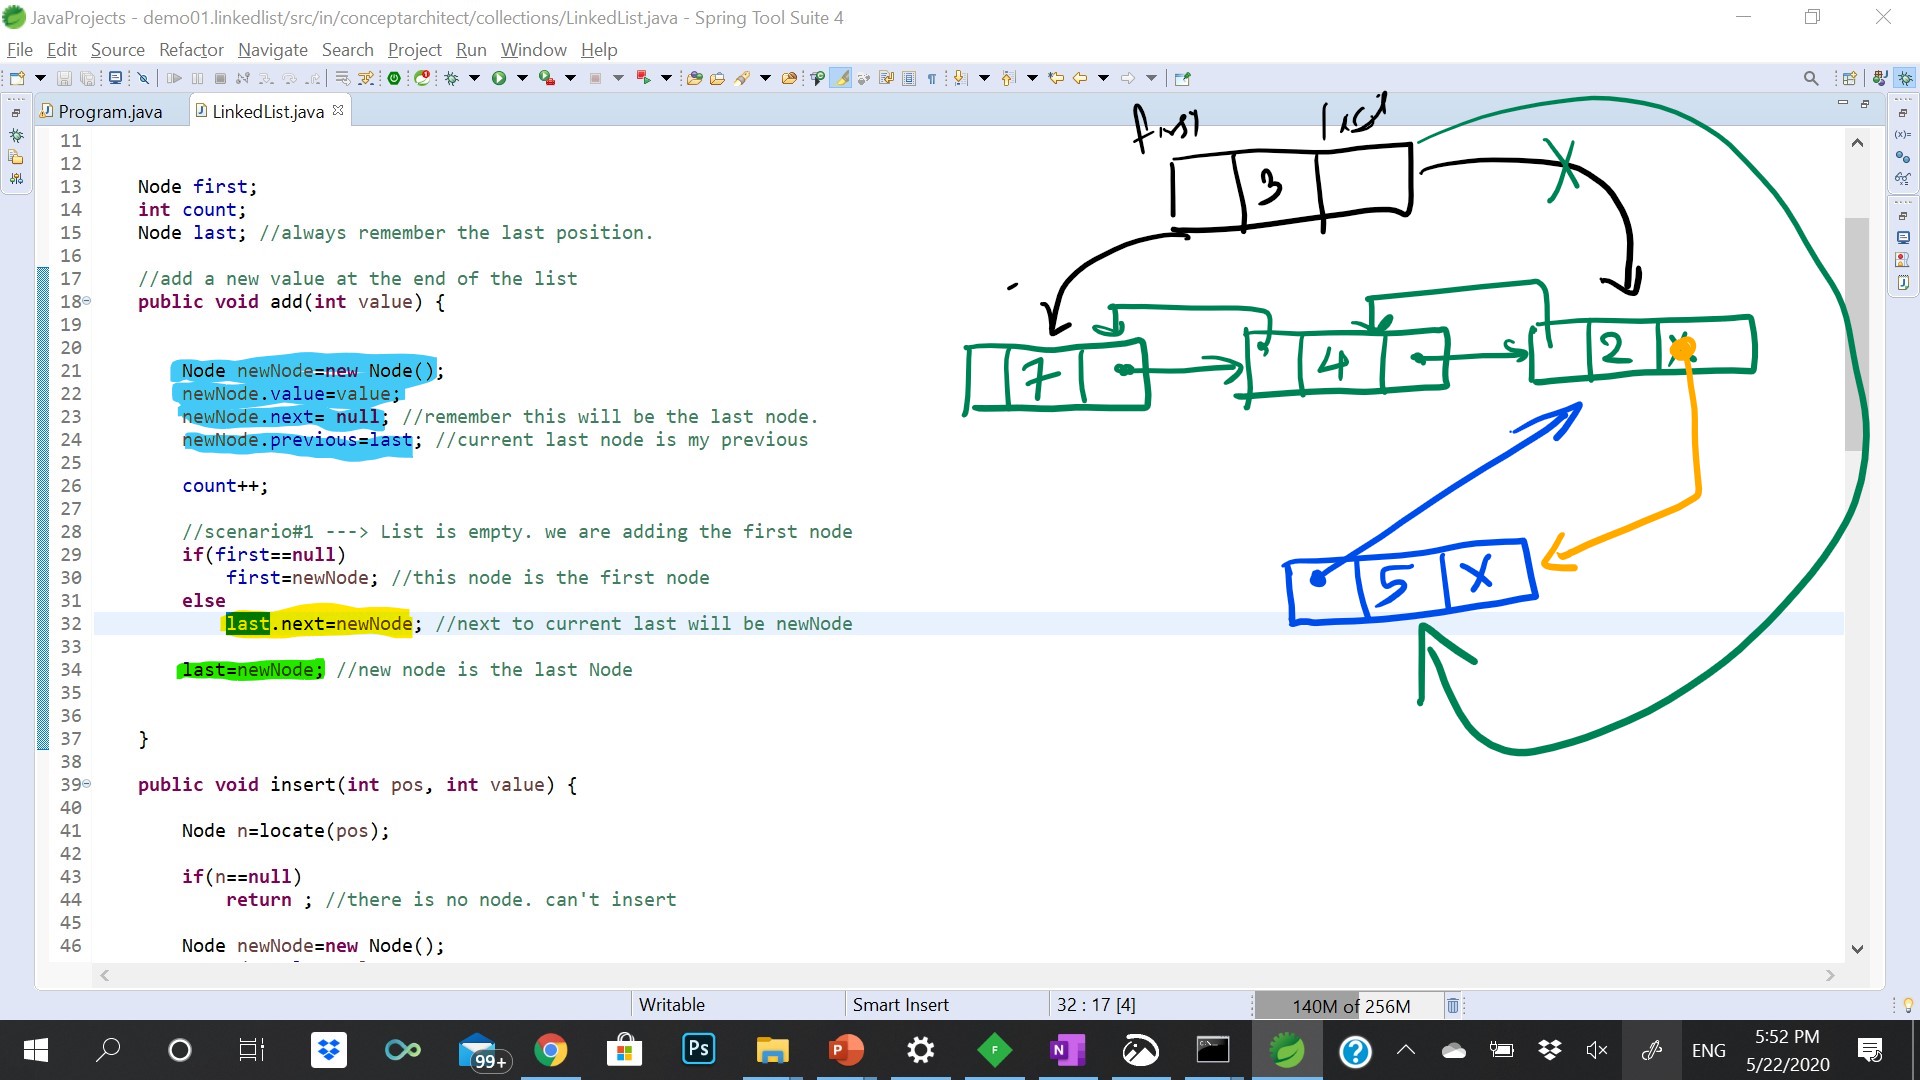 JavaProjects - demo01.linkedlist/src/in/conceptarchitect/collections/LinkedList.java - Spring Tool Suite 4
File Edit Source Refactor Navigate Search Project Run Window Help
Program.java LinkedList.java
11
12
13 Node first;
14 int count;
15 Node last; //always remember the last position.
16
17 //add a new value at the end of the list
18 public void add(int value) {
19
20
21 Node newNode=new Node();
22 newNode.value=value;
23 newNode.next= null; //remember this will be the last node.
24 newNode.previous=last; //current last node is my previous
25
26 count++;
27
28 //scenario#1 ---> List is empty. we are adding the first node
29 if(first==null)
30 first=newNode; //this node is the first node
31 else
32 last.next=newNode; //next to current last will be newNode
33
34 last=newNode; //new node is the last Node
35
36
37 }
38
39 public void insert(int pos, int value) {
40
41 Node n=locate(pos);
42
43 if(n==null)
44 return ; //there is no node. can't insert
45
46 Node newNode=new Node();
first last
3
X
7 4 2
5 X
Writable Smart Insert 32 : 17 [4] 140M of 256M
99+ Ps P F N ENG
5:52 PM
5/22/2020